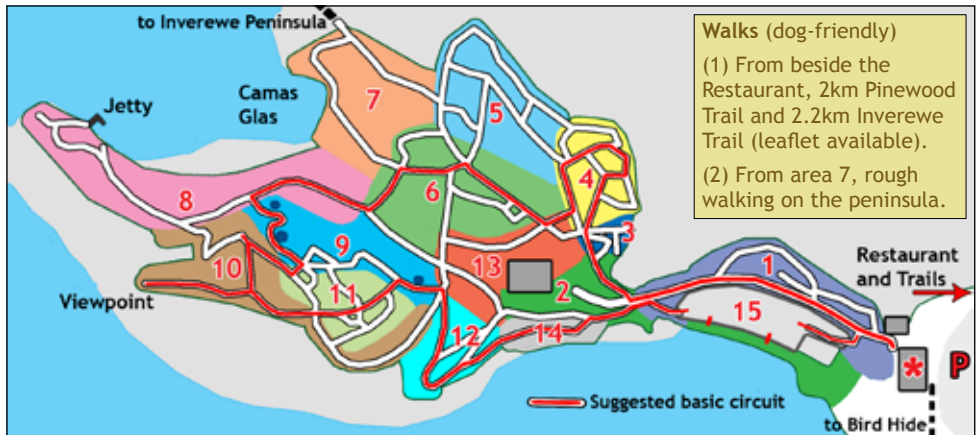 to Inverewe Peninsula
Walks (dog-friendly)
(1) From beside the
Restaurant, 2km Pinewood
Trail and 2.2km Inverewe
Trail (leaflet available).
(2) From area 7, rough
walking on the peninsula.
Camas
Glas
Jetty
7
5
4
8
6
3
9
10
11
13
2
12
14
1
15
Viewpoint
Restaurant
and Trails
*
P
Suggested basic circuit
to Bird Hide